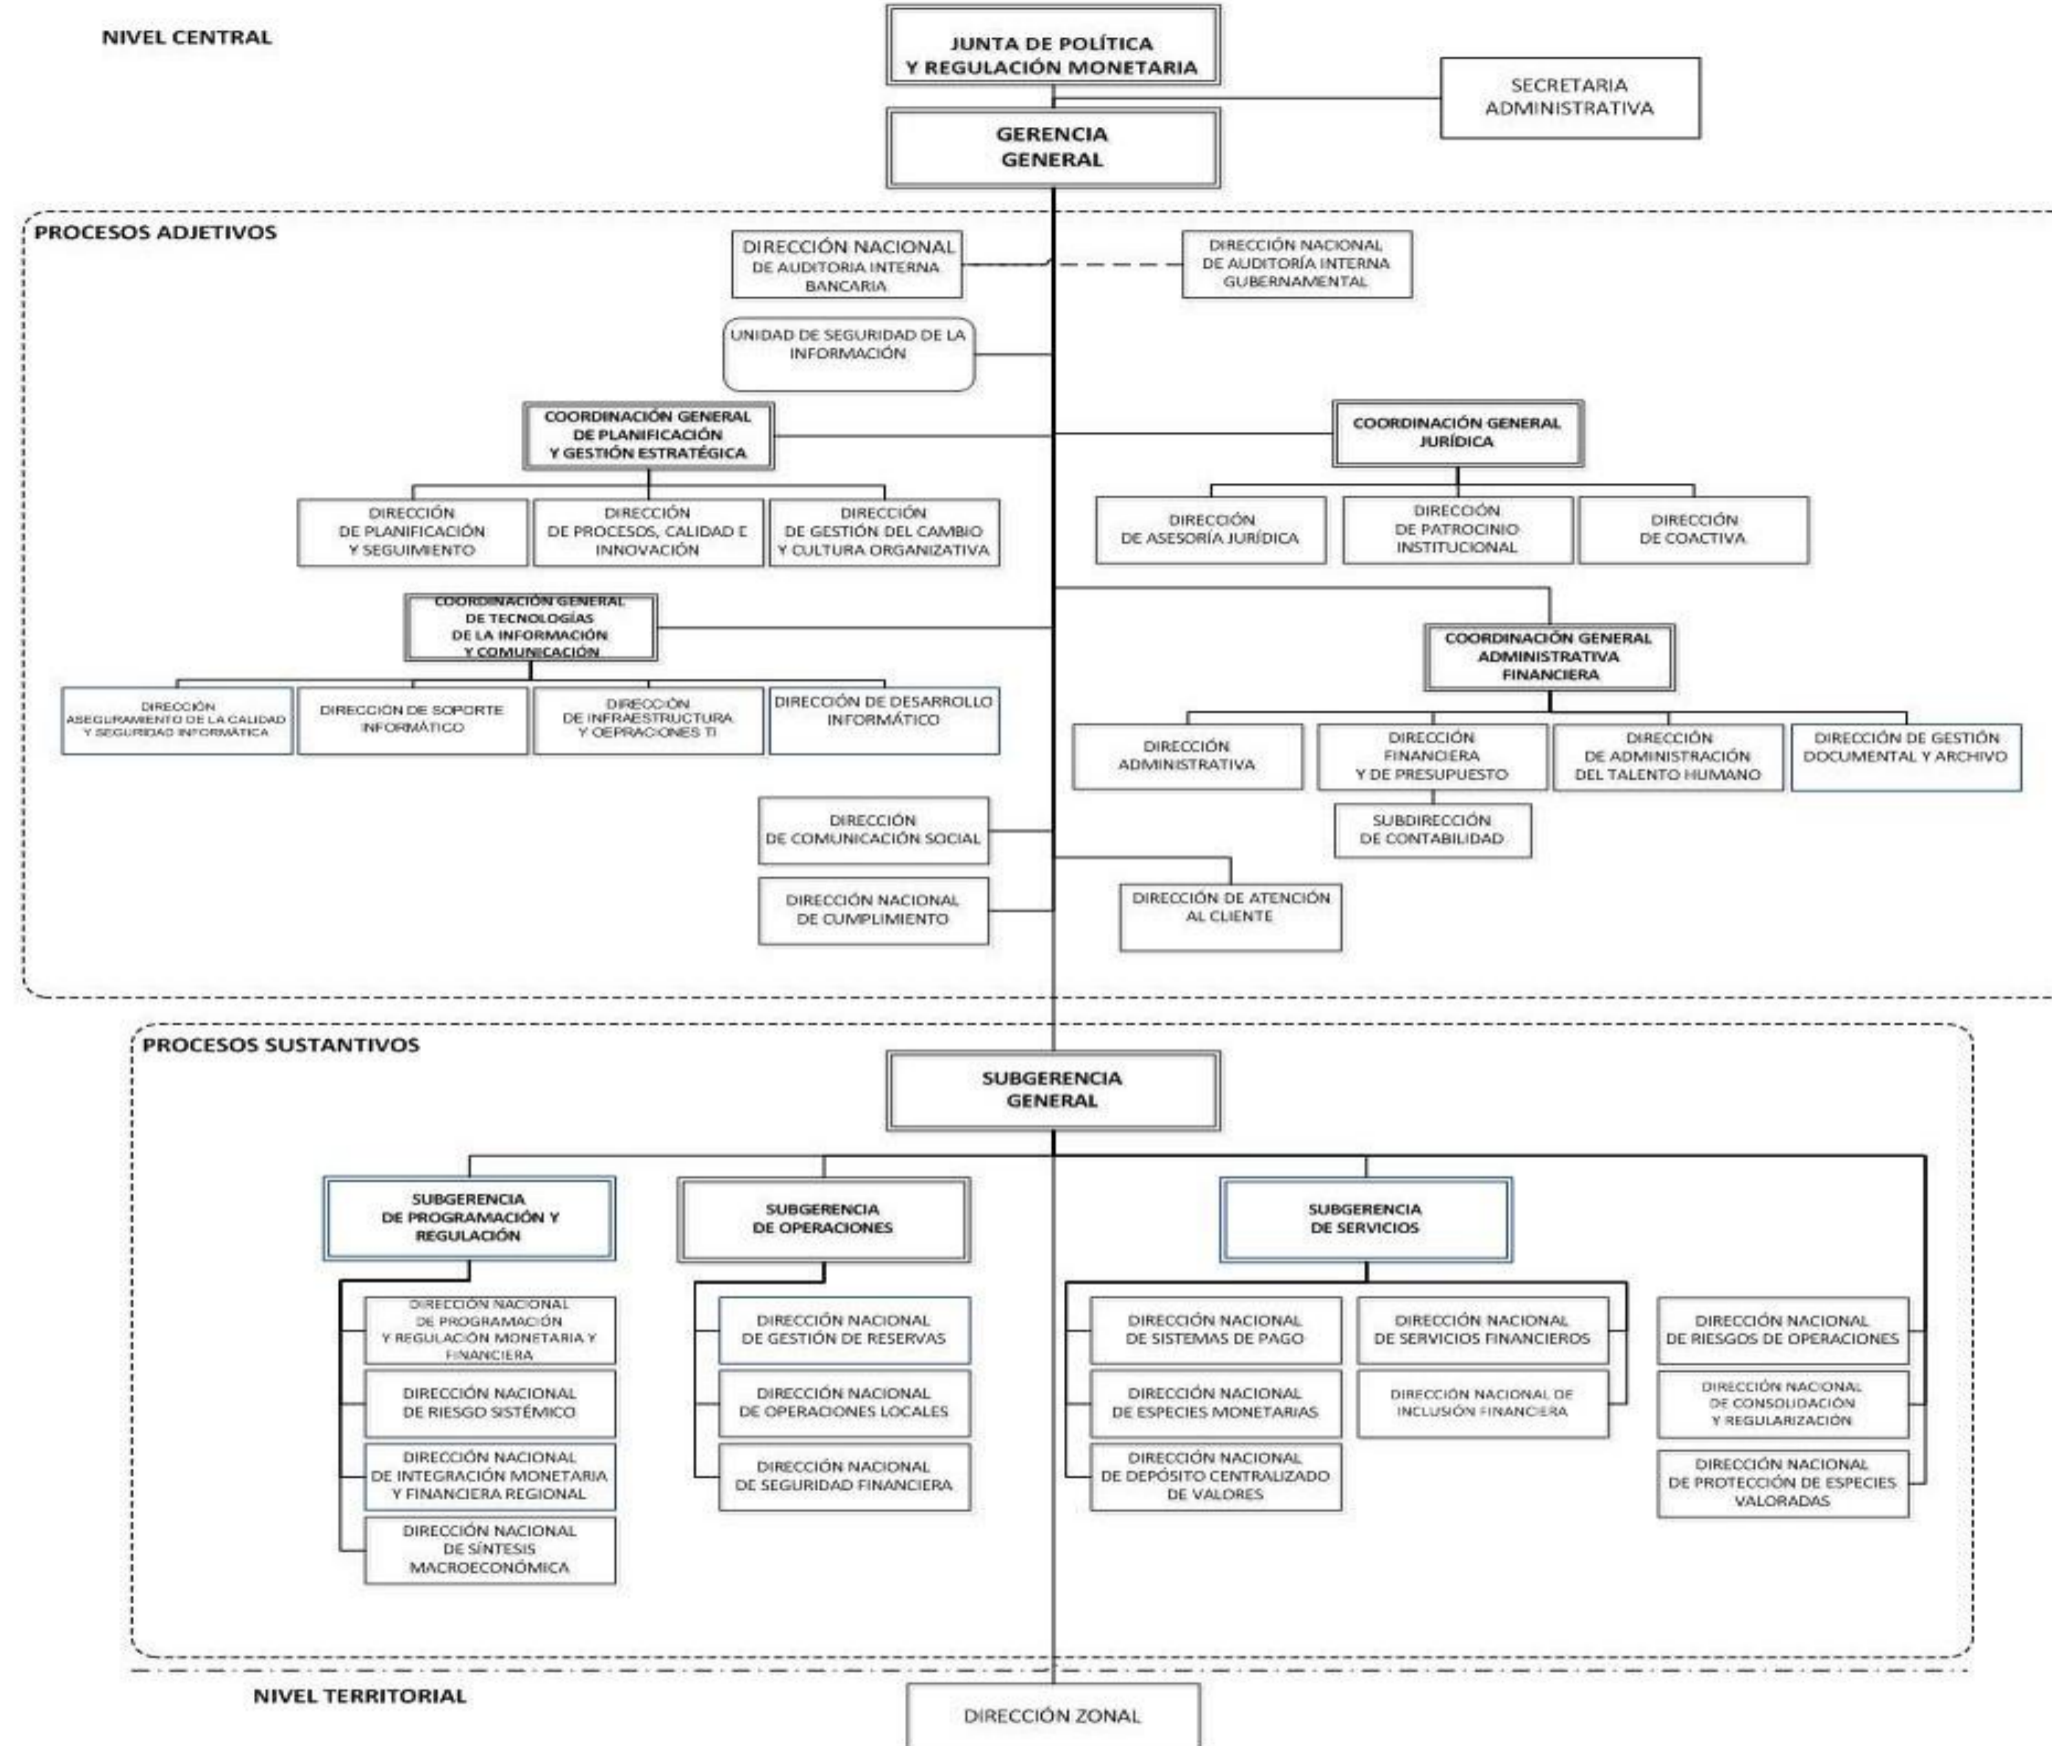 NIVEL CENTRAL
JUNTA DE POLÍTICA
Y REGULACIÓN MONETARIA
SECRETARIA
ADMINISTRATIVA
GERENCIA
GENERAL
PROCESOS ADJETIVOS
DIRECCIÓN NACIONAL
DE AUDITORIA INTERNA
BANCARIA
DIRECCIÓN NACIONAL
DE AUDITORÍA INTERNA
GUBERNAMENTAL
UNIDAD DE SEGURIDAD DE LA
INFORMACIÓN
COORDINACIÓN GENERAL
DE PLANIFICACIÓN
Y GESTIÓN ESTRATÉGICA
COORDINACIÓN GENERAL
JURÍDICA
DIRECCIÓN
DE PLANIFICACIÓN
Y SEGUIMIENTO
DIRECCIÓN
DE PROCESOS, CALIDAD E
INNOVACIÓN
DIRECCIÓN
DE GESTIÓN DEL CAMBIO
Y CULTURA ORGANIZATIVA
DIRECCIÓN
DE ASESORÍA JURÍDICA
DIRECCIÓN
DE PATROCINIO
INSTITUCIONAL
DIRECCIÓN
DE COACTIVA
COORDINACIÓN GENERAL
DE TECNOLOGÍAS
DE LA INFORMACIÓN
Y COMUNICACIÓN
COORDINACIÓN GENERAL
ADMINISTRATIVA
FINANCIERA
DIRECCIÓN
ASEGURAMIENTO DE LA CALIDAD
Y SEGURIDAD INFORMÁTICA
DIRECCIÓN DE SOPORTE
INFORMÁTICO
DIRECCIÓN
DE INFRAESTRUCTURA
Y OEPRACIONES TI
DIRECCIÓN DE DESARROLLO
INFORMÁTICO
DIRECCIÓN
ADMINISTRATIVA
DIRECCIÓN
FINANCIERA
Y DE PRESUPUESTO
DIRECCIÓN
DE ADMINISTRACIÓN
DEL TALENTO HUMANO
DIRECCIÓN DE GESTIÓN
DOCUMENTAL Y ARCHIVO
SUBDIRECCIÓN
DE CONTABILIDAD
DIRECCIÓN
DE COMUNICACIÓN SOCIAL
DIRECCIÓN NACIONAL
DE CUMPLIMIENTO
DIRECCIÓN DE ATENCIÓN
AL CLIENTE
PROCESOS SUSTANTIVOS
SUBGERENCIA
GENERAL
SUBGERENCIA
DE PROGRAMACIÓN Y
REGULACIÓN
SUBGERENCIA
DE OPERACIONES
SUBGERENCIA
DE SERVICIOS
DIRECCIÓN NACIONAL
DE PROGRAMACIÓN
Y REGULACIÓN MONETARIA Y
FINANCIERA
DIRECCIÓN NACIONAL
DE RIESGO SISTÉMICO
DIRECCIÓN NACIONAL
DE INTEGRACIÓN MONETARIA
Y FINANCIERA REGIONAL
DIRECCIÓN NACIONAL
DE SÍNTESIS
MACROECONÓMICA
DIRECCIÓN NACIONAL
DE GESTIÓN DE RESERVAS
DIRECCIÓN NACIONAL
DE OPERACIONES LOCALES
DIRECCIÓN NACIONAL
DE SEGURIDAD FINANCIERA
DIRECCIÓN NACIONAL
DE SISTEMAS DE PAGO
DIRECCIÓN NACIONAL
DE ESPECIES MONETARIAS
DIRECCIÓN NACIONAL
DE DEPÓSITO CENTRALIZADO
DE VALORES
DIRECCIÓN NACIONAL
DE SERVICIOS FINANCIEROS
DIRECCIÓN NACIONAL DE
INCLUSIÓN FINANCIERA
DIRECCIÓN NACIONAL
DE RIESGOS DE OPERACIONES
DIRECCIÓN NACIONAL
DE CONSOLIDACIÓN
Y REGULARIZACIÓN
DIRECCIÓN NACIONAL
DE PROTECCIÓN DE ESPECIES
VALORADAS
NIVEL TERRITORIAL
DIRECCIÓN ZONAL